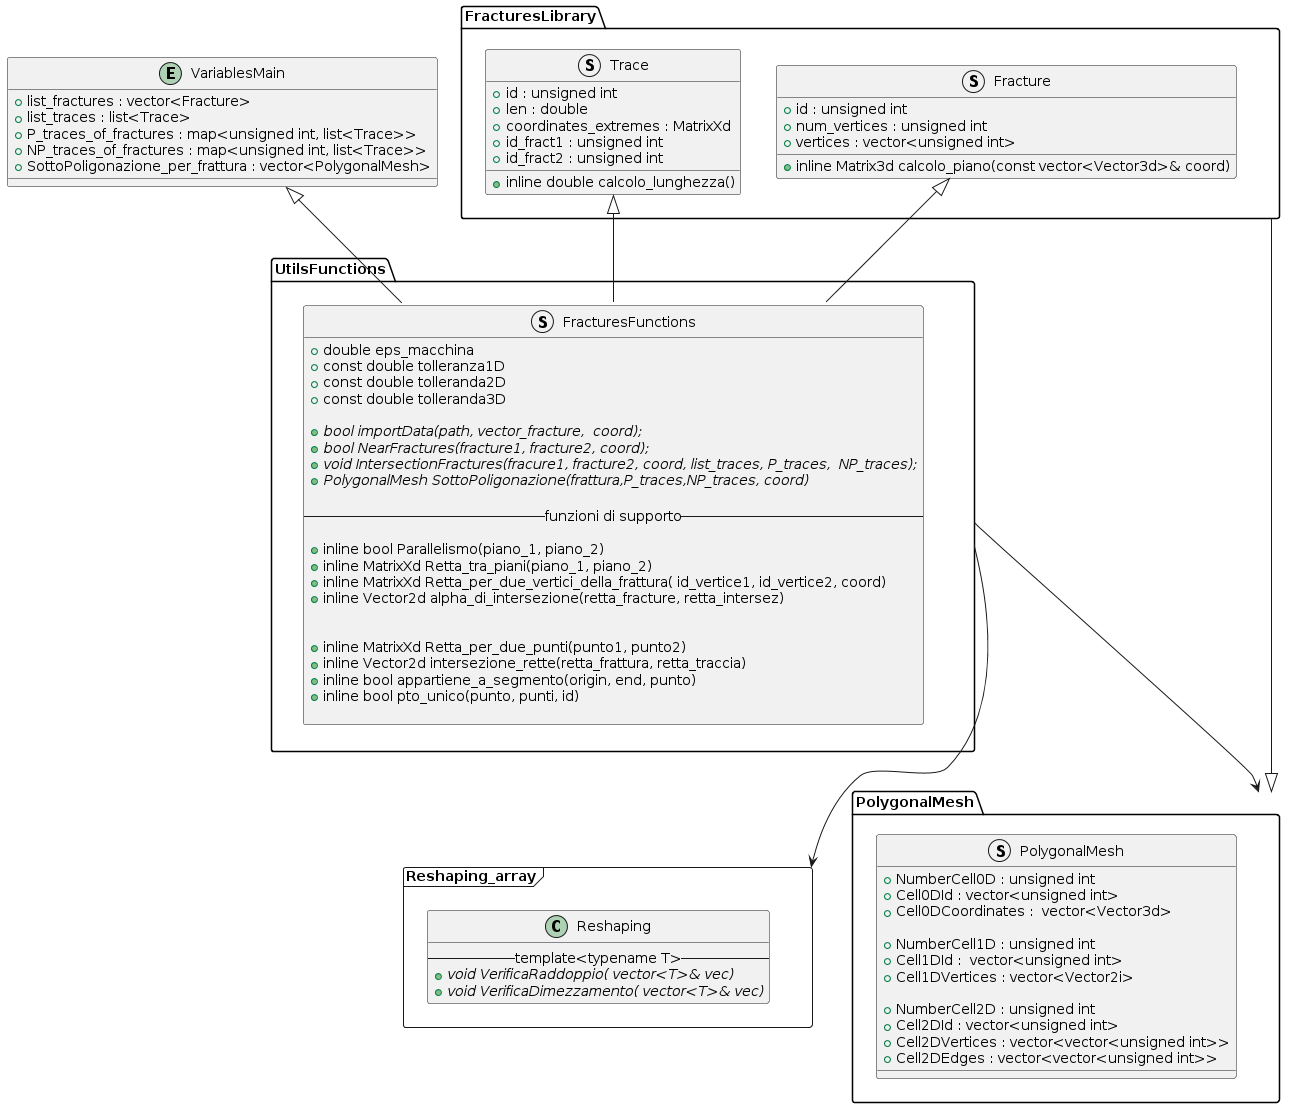 FracturesLibrary
S Trace
id : unsigned int
len : double
coordinates_extremes : MatrixXd
id_fract1 : unsigned int
id_fract2 : unsigned int
inline double calcolo_lunghezza()
S Fracture
id : unsigned int
num_vertices : unsigned int
vertices : vector<unsigned int>
inline Matrix3d calcolo_piano(const vector<Vector3d>& coord)
E VariablesMain
list_fractures : vector<Fracture>
list_traces : list<Trace>
P_traces_of_fractures : map<unsigned int, list<Trace>>
NP_traces_of_fractures : map<unsigned int, list<Trace>>
SottoPoligonazione_per_frattura : vector<PolygonalMesh>
UtilsFunctions
S FracturesFunctions
double eps_macchina
const double tolleranza1D
const double tolleranda2D
const double tolleranda3D
bool importData(path, vector_fracture,  coord);
bool NearFractures(fracture1, fracture2, coord);
void IntersectionFractures(fracure1, fracture2, coord, list_traces, P_traces,  NP_traces);
PolygonalMesh SottoPoligonazione(frattura,P_traces,NP_traces, coord)
funzioni di supporto
inline bool Parallelismo(piano_1, piano_2)
inline MatrixXd Retta_tra_piani(piano_1, piano_2)
inline MatrixXd Retta_per_due_vertici_della_frattura( id_vertice1, id_vertice2, coord)
inline Vector2d alpha_di_intersezione(retta_fracture, retta_intersez)
inline MatrixXd Retta_per_due_punti(punto1, punto2)
inline Vector2d intersezione_rette(retta_frattura, retta_traccia)
inline bool appartiene_a_segmento(origin, end, punto)
inline bool pto_unico(punto, punti, id)
Reshaping_array
C Reshaping
template<typename T>
void VerificaRaddoppio( vector<T>& vec)
void VerificaDimezzamento( vector<T>& vec)
PolygonalMesh
S PolygonalMesh
NumberCell0D : unsigned int
Cell0DId : vector<unsigned int>
Cell0DCoordinates :  vector<Vector3d>
NumberCell1D : unsigned int
Cell1DId :  vector<unsigned int>
Cell1DVertices : vector<Vector2i>
NumberCell2D : unsigned int
Cell2DId : vector<unsigned int>
Cell2DVertices : vector<vector<unsigned int>>
Cell2DEdges : vector<vector<unsigned int>>